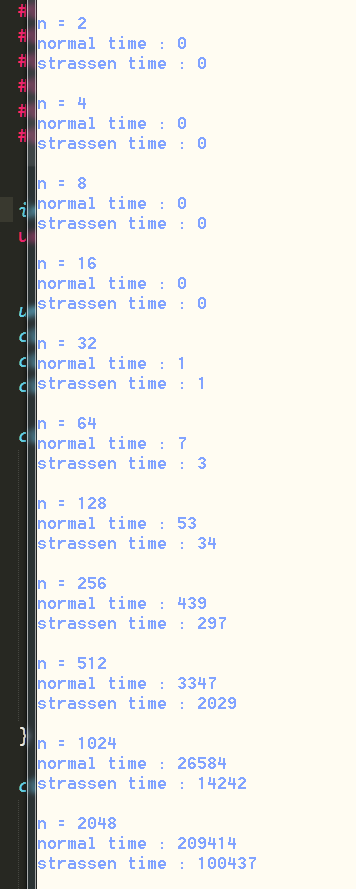 n = 2
normal time : 0
strassen time : 0
n = 4
normal time : 0
strassen time : 0
n = 8
normal time : 0
strassen time : 0
n = 16
normal time : 0
strassen time : 0
n = 32
normal time : 1
strassen time : 1
n = 64
normal time : 7
strassen time : 3
n = 128
normal time : 53
strassen time : 34
n = 256
normal time : 439
strassen time : 297
n = 512
normal time : 3347
strassen time : 2029
n = 1024
normal time : 26584
strassen time : 14242
n = 2048
normal time : 209414
strassen time : 100437